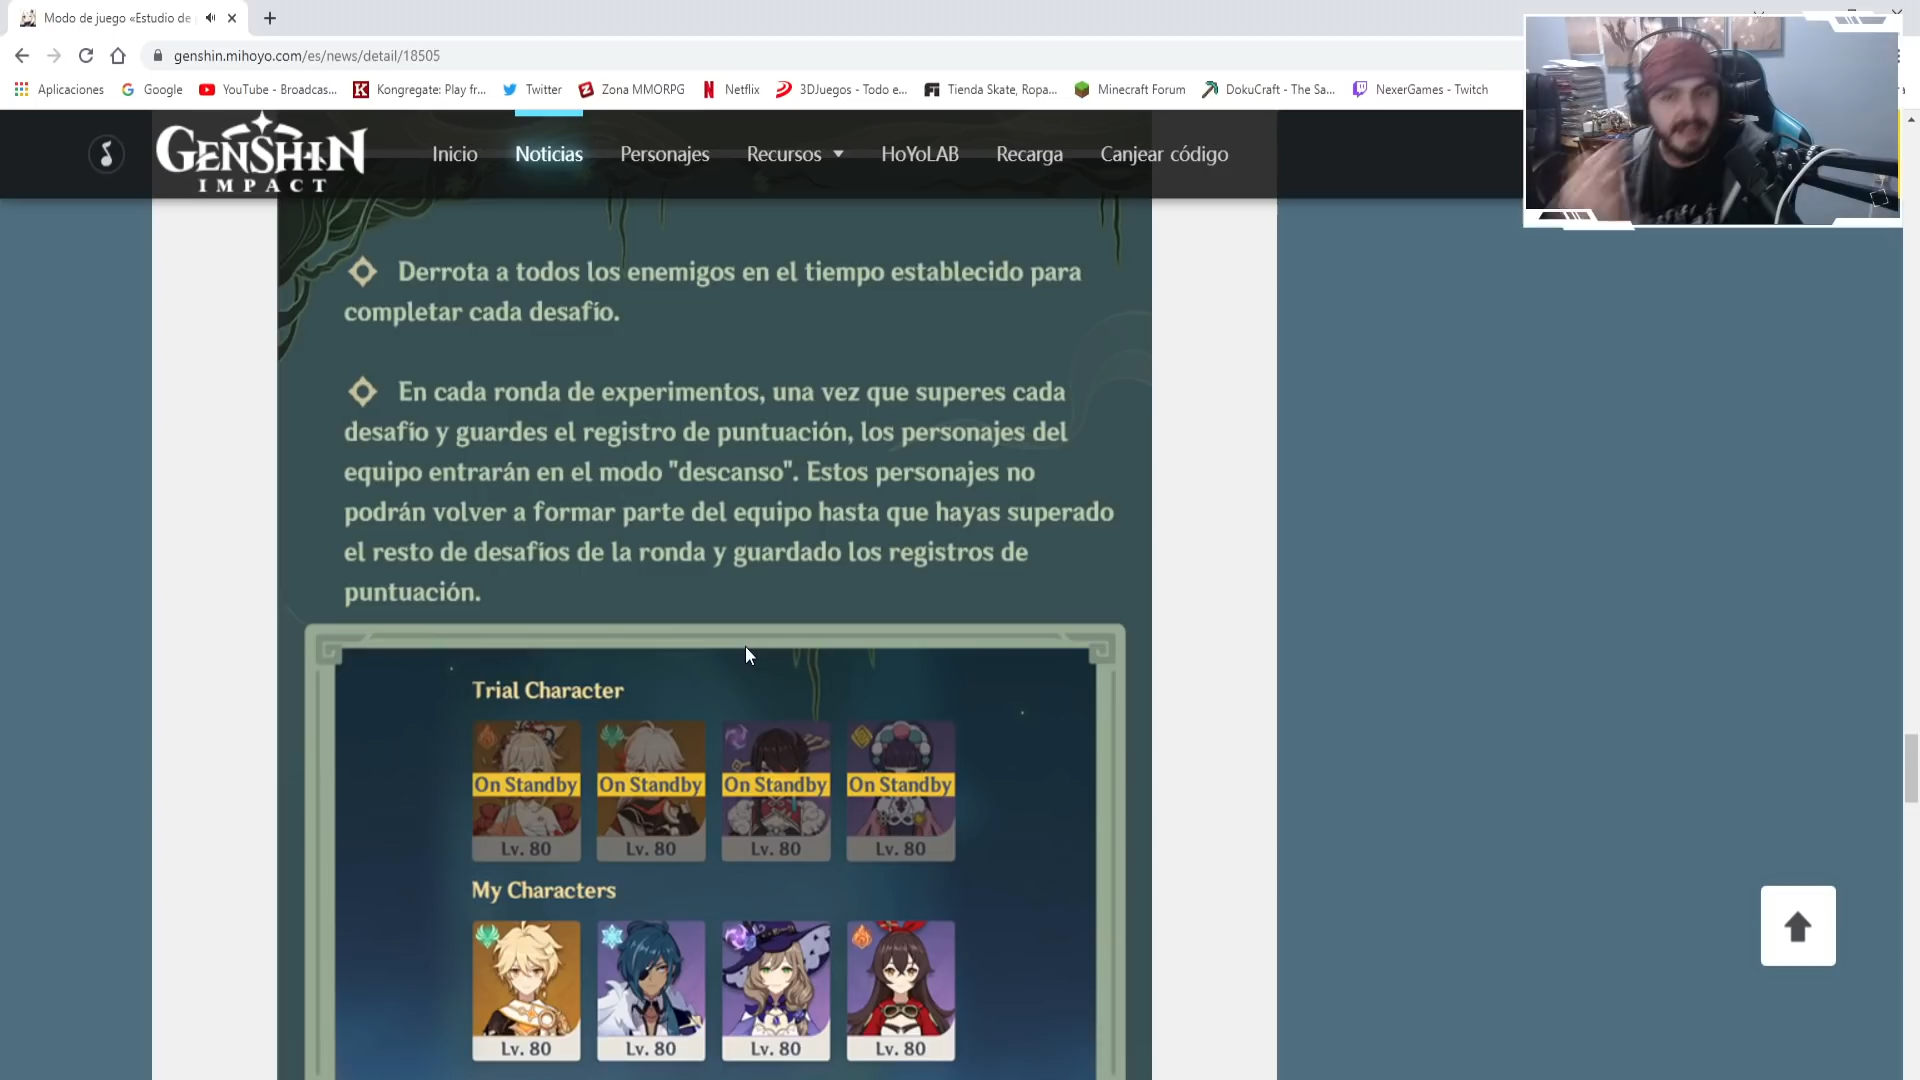 Modo de juego «Estudio de
genshin.mihoyo.com/es/news/detail/18505
Aplicaciones
Google
YouTube - Broadcas...
Kongregate: Play fr...
Twitter
Zona MMORPG
Netflix
3DJuegos - Todo e...
Tienda Skate, Ropa...
Minecraft Forum
DokuCraft - The Sa...
NexerGames - Twitch
GENSHIN
IMPACT
Inicio
Noticias
Personajes
Recursos
HoYoLAB
Recarga
Canjear código
Derrota a todos los enemigos en el tiempo establecido para
completar cada desafío.
En cada ronda de experimentos, una vez que superes cada
desafío y guardes el registro de puntuación, los personajes del
equipo entrarán en el modo "descanso". Estos personajes no
podrán volver a formar parte del equipo hasta que hayas superado
el resto de desafíos de la ronda y guardado los registros de
puntuación.
Trial Character
On Standby
On Standby
On Standby
On Standby
Lv. 80
Lv. 80
Lv. 80
Lv. 80
My Characters
Lv. 80
Lv. 80
Lv. 80
Lv. 80